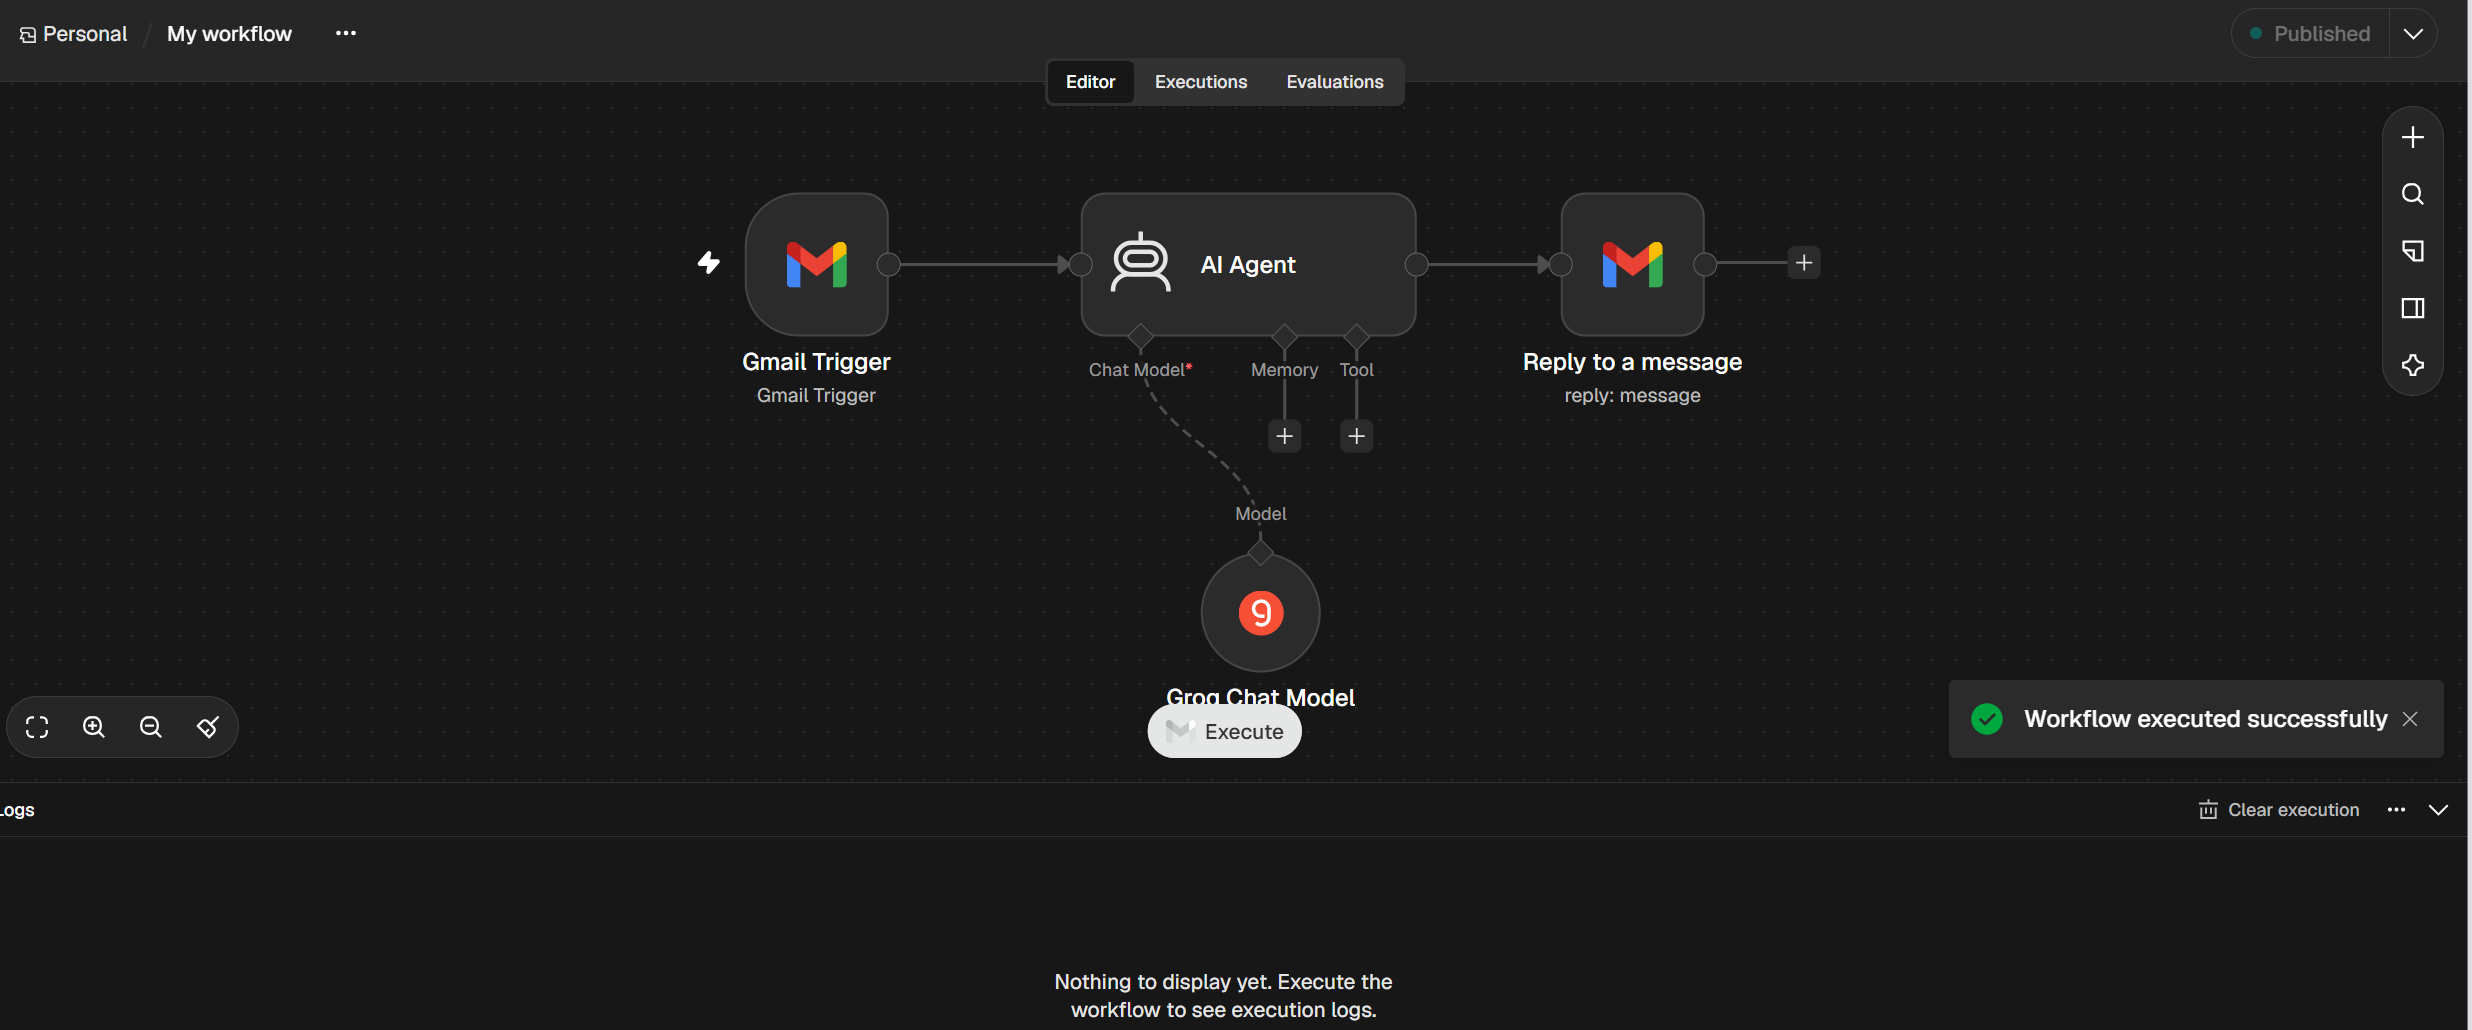 Personal / My workflow ...
Published
Editor Executions Evaluations
AI Agent
Gmail Trigger
Gmail Trigger
Chat Model*
Memory
Tool
Reply to a message
reply: message
Model
Groq Chat Model
Execute
Workflow executed successfully
Logs
Clear execution
Nothing to display yet. Execute the
workflow to see execution logs.